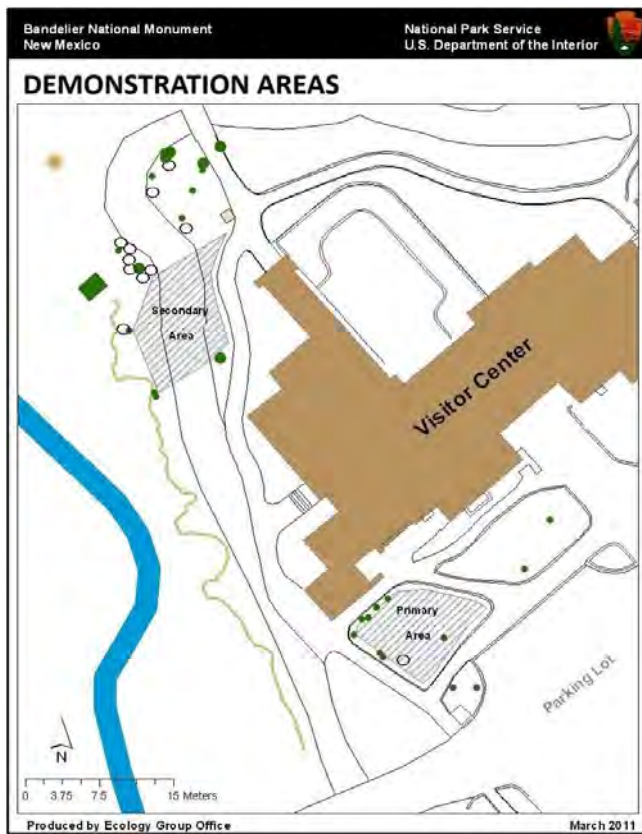 Bandelier National Monument
New Mexico
National Park Service
U.S. Department of the Interior
DEMONSTRATION AREAS
Secondary
Area
Visitor Center
Primary
Area
Parking Lot
N
0 3.75 7.5 15 Meters
Produced by Ecology Group Office
March 2011